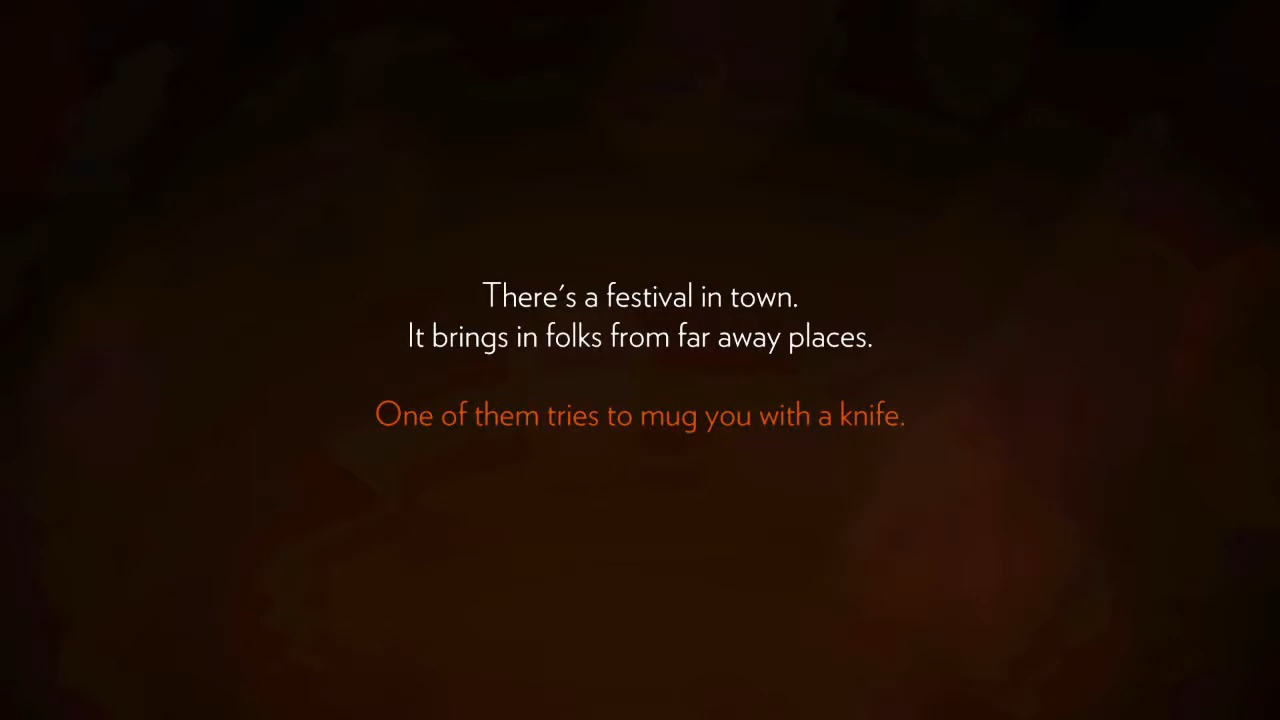 There's a festival in town.
It brings in folks from far away places.
One of them tries to mug you with a knife.